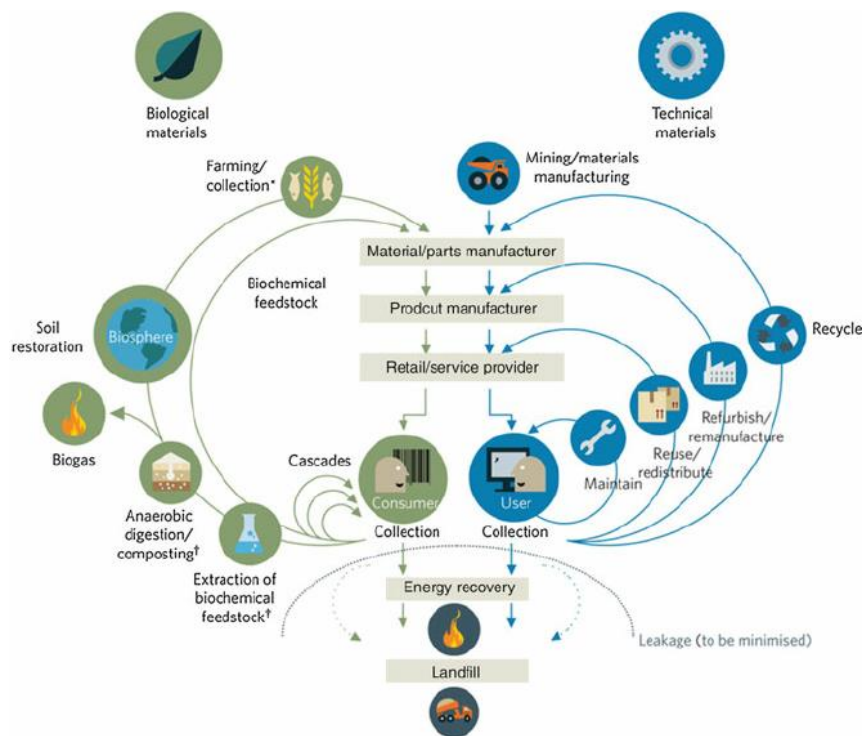 Biological
materials
Technical
materials
Farming/
collection*
Mining/materials
manufacturing
Material/parts manufacturer
Biochemical
feedstock
Prodcut manufacturer
Soil
restoration
Biosphere
Recycle
Retail/service provider
Refurbish/
remanufacture
Reuse/
redistribute
Biogas
Cascades
Maintain
Consumer
User
Anaerobic
digestion/
composting†
Collection
Collection
Extraction of
biochemical
feedstock†
Energy recovery
Leakage (to be minimised)
Landfill